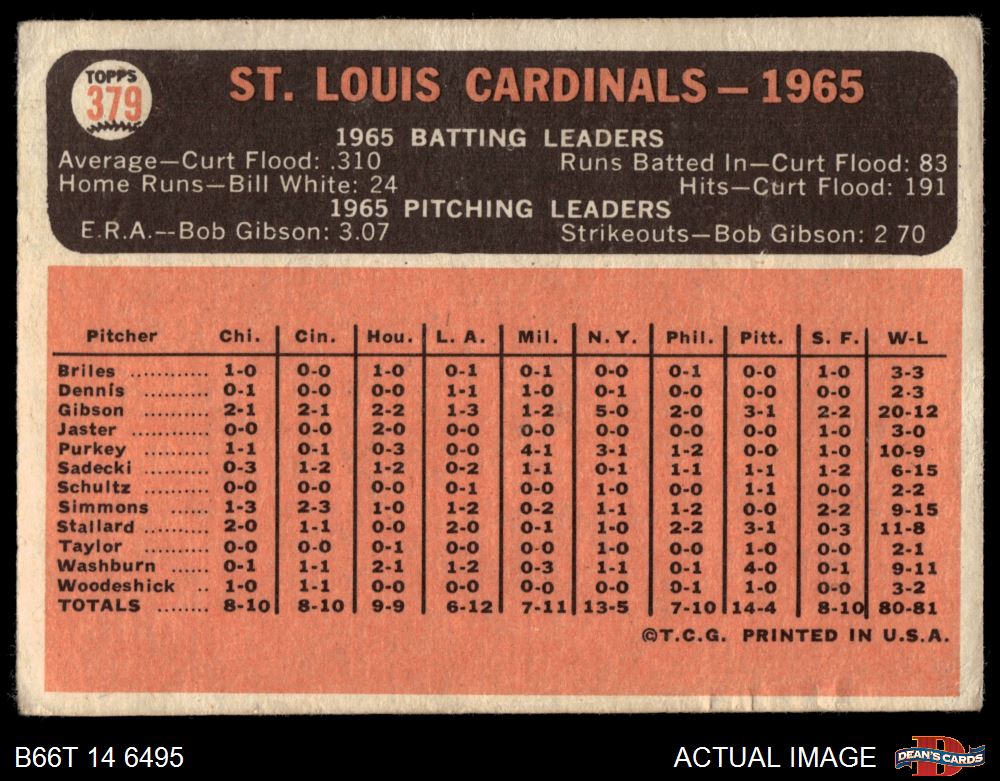 TOPPS
379
ST. LOUIS CARDINALS — 1965
1965 BATTING LEADERS
Average—Curt Flood: .310 Runs Batted In—Curt Flood: 83
Home Runs—Bill White: 24 Hits—Curt Flood: 191
1965 PITCHING LEADERS
E.R.A.--Bob Gibson: 3.07 Strikeouts—Bob Gibson: 2 70
Pitcher Chi. Cin. Hou. L. A. Mil. N. Y. Phil. Pitt. S. F. W-L
Briles ........... 1-0 0-0 1-0 0-1 0-1 0-0 0-1 0-0 1-0 3-3
Dennis ......... 0-1 0-0 0-0 1-1 1-0 0-1 0-0 0-0 0-0 2-3
Gibson ......... 2-1 2-1 2-2 1-3 1-2 5-0 2-0 3-1 2-2 20-12
Jaster ........... 0-0 0-0 2-0 0-0 0-0 0-0 0-0 0-0 1-0 3-0
Purkey ......... 1-1 0-1 0-3 0-0 4-1 3-1 1-2 0-0 1-0 10-9
Sadecki ........ 0-3 1-2 1-2 0-2 1-1 0-1 1-1 1-1 1-2 6-15
Schultz ......... 0-0 0-0 0-0 0-1 0-0 1-0 0-0 1-1 0-0 2-2
Simmons ...... 1-3 2-3 1-0 1-2 0-2 1-1 1-2 0-0 2-2 9-15
Stallard ........ 2-0 1-1 0-0 2-0 0-1 1-0 2-2 3-1 0-3 11-8
Taylor .......... 0-0 0-0 0-1 0-0 0-0 1-0 0-0 1-0 0-0 2-1
Washburn ..... 0-1 1-1 2-1 1-2 0-3 1-1 0-1 4-0 0-1 9-11
Woodeshick .. 1-0 1-1 0-0 0-0 0-0 0-0 0-1 1-0 0-0 3-2
TOTALS ........ 8-10 8-10 9-9 6-12 7-11 13-5 7-10 14-4 8-10 80-81
©T.C.G. PRINTED IN U.S.A.
B66T 14 6495 ACTUAL IMAGE D DEAN'S CARDS